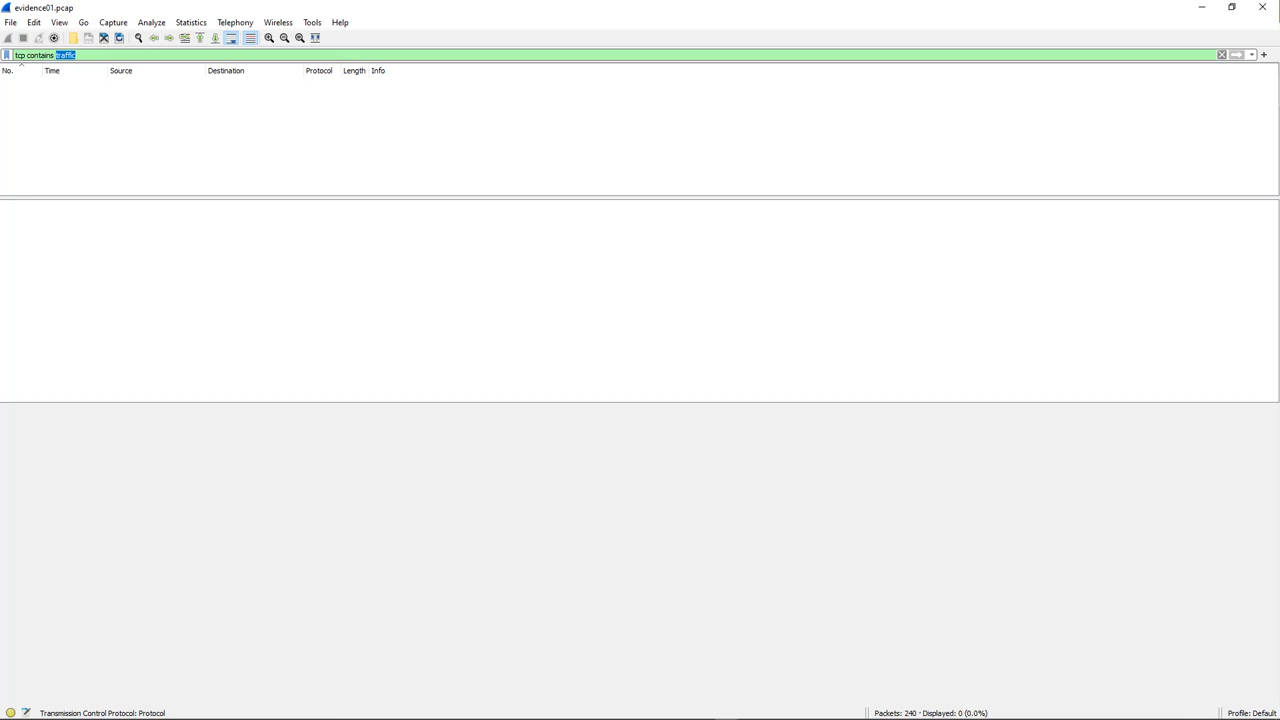 evidence01.pcap
File Edit View Go Capture Analyze Statistics Telephony Wireless Tools Help
tcp contains traffic
No. Time Source Destination Protocol Length Info
Transmission Control Protocol: Protocol Packets: 240 · Displayed: 0 (0.0%) Profile: Default